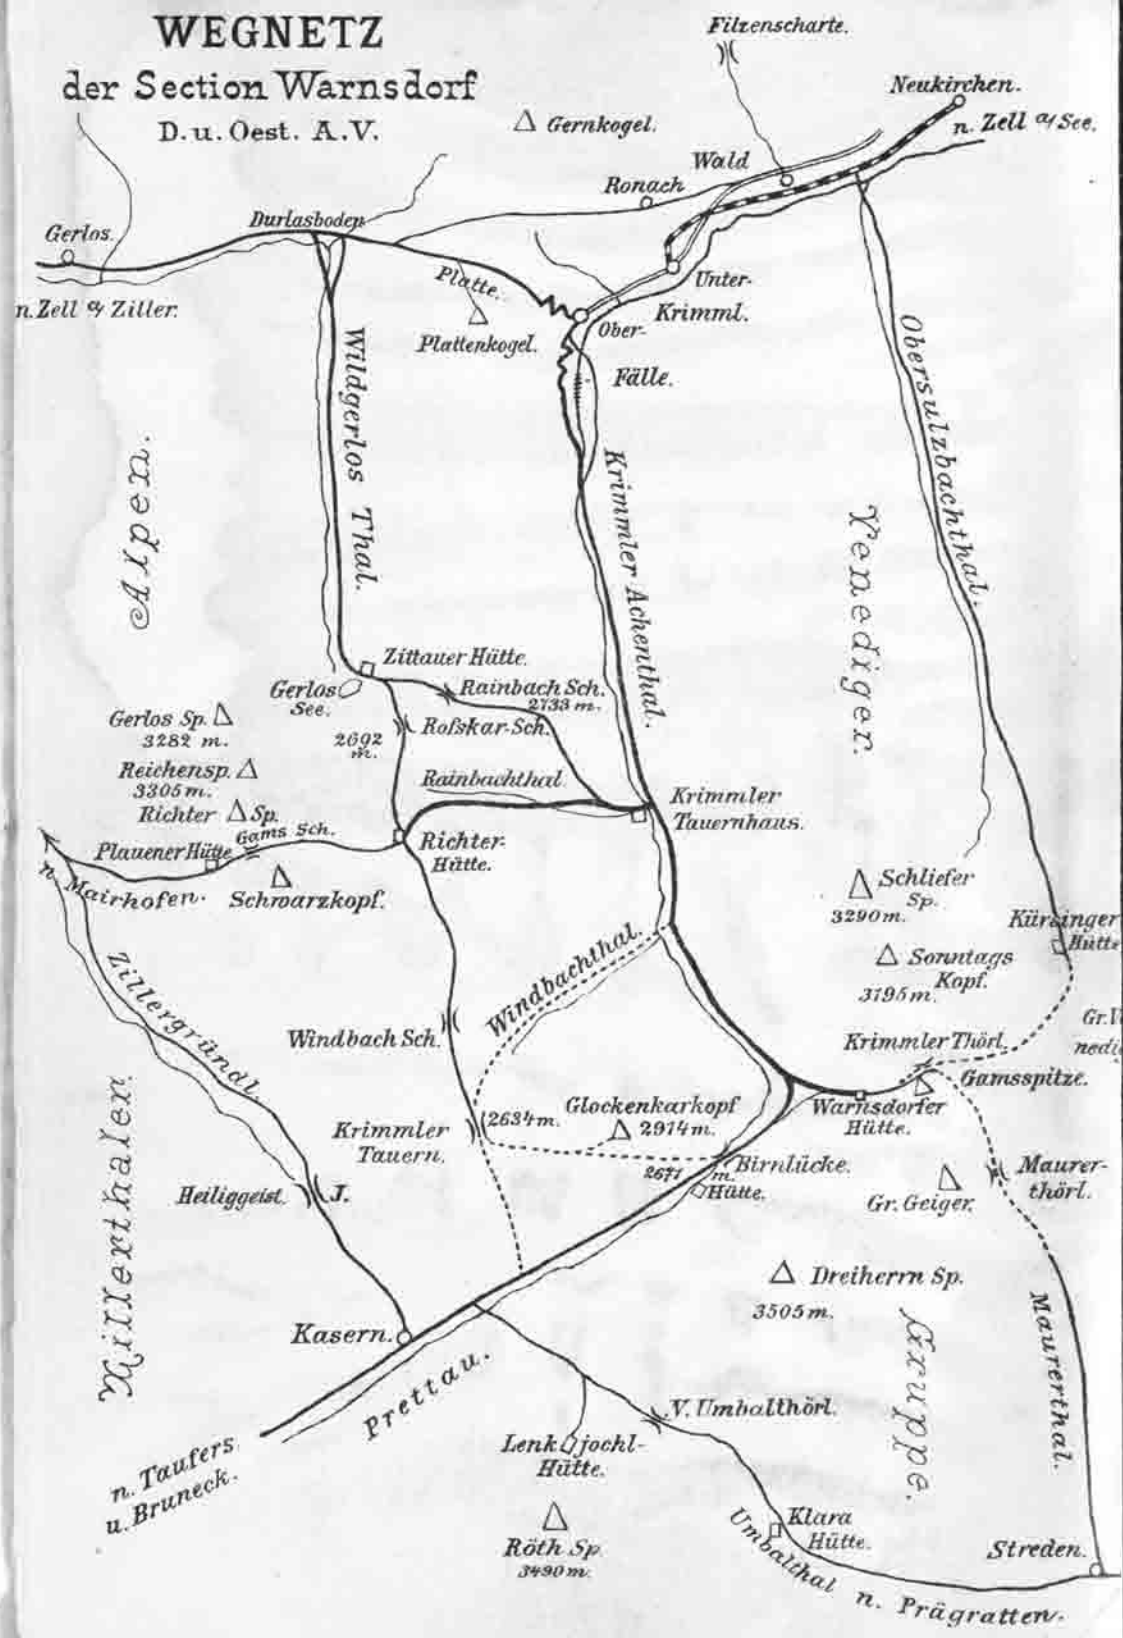 WEGNETZ
der Section Warnsdorf
D. u. Oest. A. V.
Filzenscharte.
Neukirchen.
n. Zell a/See.
Gernkogel.
Wald
Ronach
Durlasboden
Gerlos.
n. Zell a/ Ziller.
Platte.
Plattenkogel.
Unter-
Krimml.
Ober-
Fälle.
Wildgerlos Thal.
Krimmler Achenthal.
Obersulzbachthal.
Alpen.
Venediger
Zittauer Hütte.
Gerlos
See.
Rainbach Sch.
2733 m.
Roßkar-Sch.
2692
m.
Gerlos Sp.
3282 m.
Reichensp.
3305 m.
Richter Sp.
Gams Sch.
Rainbachthal.
Krimmler
Tauernhaus.
Richter-
Hütte.
Plauener Hütte
n. Mairhofen.
Schwarzkopf.
Schliefer
Sp.
3290 m.
Kürsinger
Hütte
Sonntags
Kopf.
3195 m.
Windbachthal.
Zillergründl.
Windbach Sch.
Krimmler Thörl.
Gr. V
nedi
Gamsspitze.
Warnsdorfer
Hütte.
Glockenkarkopf
2914 m.
2634 m.
Krimmler
Tauern.
2671 m.
Birnlücke.
Hütte.
Maurer-
thörl.
Gr. Geiger.
Heiliggeist. J.
Zillerthaler
Dreiherrn Sp.
3505 m.
Kasern.
Prettau.
Gruppe.
Maurerthal.
V. Umbalthörl.
n. Taufers
u. Bruneck.
Lenkjochl-
Hütte.
Röth Sp.
3490 m.
Klara
Hütte.
Umbalthal n. Prägratten.
Streden.